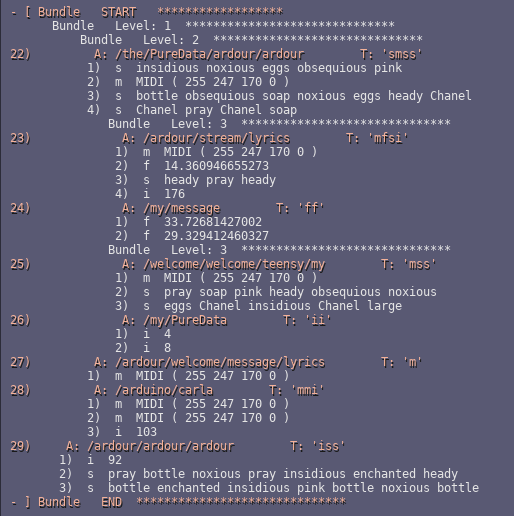 - [ Bundle   START   ******************
Bundle   Level: 1  ******************************
Bundle   Level: 2  ******************************
22)         A: /the/PureData/ardour/ardour        T: 'smss'
1)  s  insidious noxious eggs obsequious pink
2)  m  MIDI ( 255 247 170 0 )
3)  s  bottle obsequious soap noxious eggs heady Chanel
4)  s  Chanel pray Chanel soap
Bundle   Level: 3  ******************************
23)             A: /ardour/stream/lyrics        T: 'mfsi'
1)  m  MIDI ( 255 247 170 0 )
2)  f  14.360946655273
3)  s  heady pray heady
4)  i  176
24)             A: /my/message        T: 'ff'
1)  f  33.72681427002
2)  f  29.329412460327
Bundle   Level: 3  ******************************
25)             A: /welcome/welcome/teensy/my        T: 'mss'
1)  m  MIDI ( 255 247 170 0 )
2)  s  pray soap pink heady obsequious noxious
3)  s  eggs Chanel insidious Chanel large
26)             A: /my/PureData        T: 'ii'
1)  i  4
2)  i  8
27)         A: /ardour/welcome/message/lyrics        T: 'm'
1)  m  MIDI ( 255 247 170 0 )
28)         A: /arduino/carla        T: 'mmi'
1)  m  MIDI ( 255 247 170 0 )
2)  m  MIDI ( 255 247 170 0 )
3)  i  103
29)     A: /ardour/ardour/ardour        T: 'iss'
1)  i  92
2)  s  pray bottle noxious pray insidious enchanted heady
3)  s  bottle enchanted insidious pink bottle noxious bottle
- ] Bundle   END  ******************************